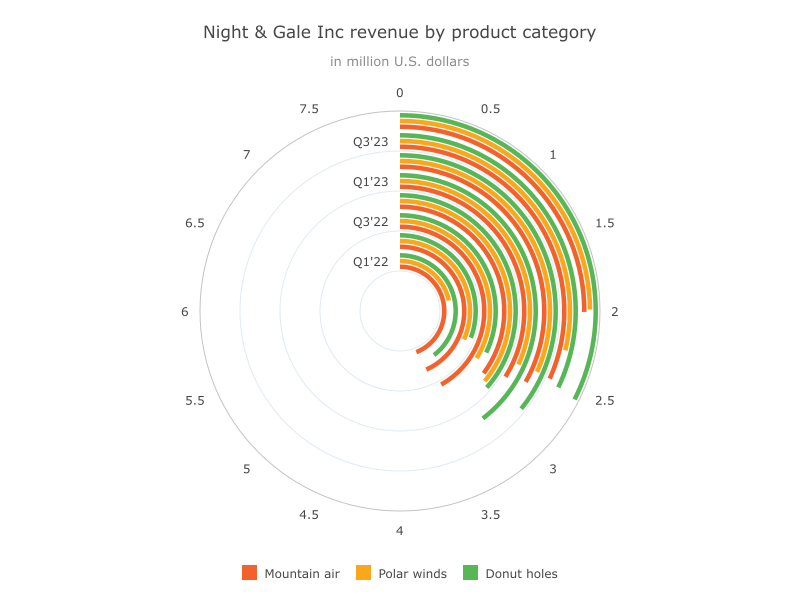 Night & Gale Inc revenue by product category
in million U.S. dollars
0
0.5
1
1.5
2
2.5
3
3.5
4
4.5
5
5.5
6
6.5
7
7.5
Q3'23
Q1'23
Q3'22
Q1'22
Mountain air
Polar winds
Donut holes